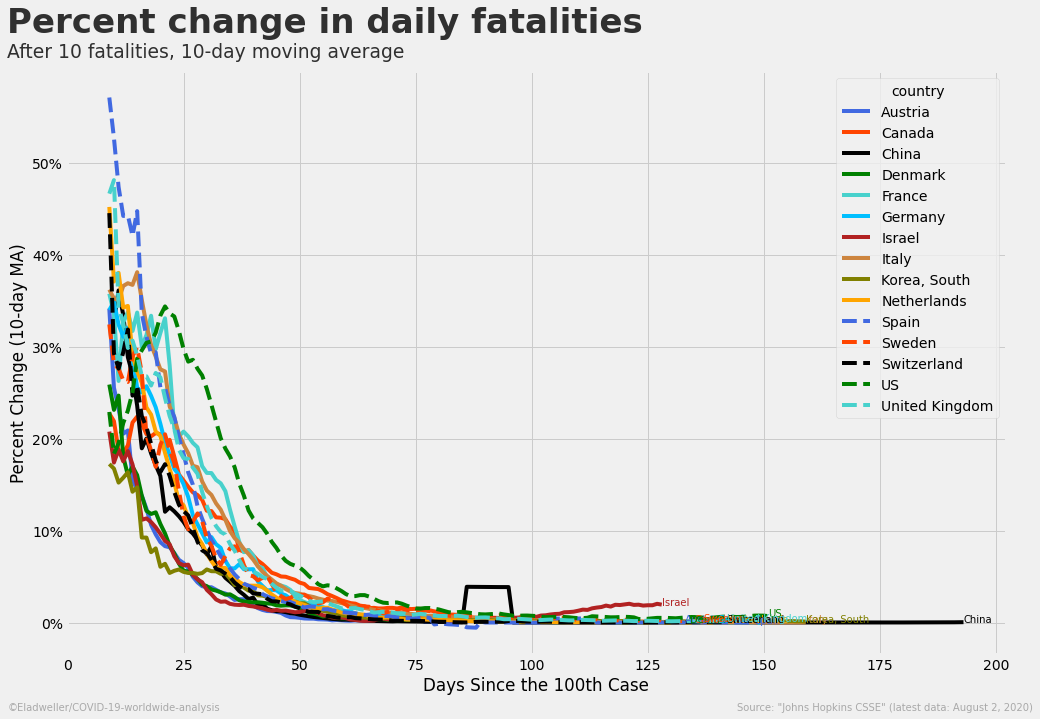 Percent change in daily fatalities
After 10 fatalities, 10-day moving average
country
Austria
Canada
China
Denmark
France
Germany
Israel
Italy
Korea, South
Netherlands
Spain
Sweden
Switzerland
US
United Kingdom
Percent Change (10-day MA)
50%
40%
30%
20%
10%
0%
Israel
US
Switzerland
Korea, South
China
0
25
50
75
100
125
150
175
200
Days Since the 100th Case
©Eladweller/COVID-19-worldwide-analysis
Source: "Johns Hopkins CSSE" (latest data: August 2, 2020)